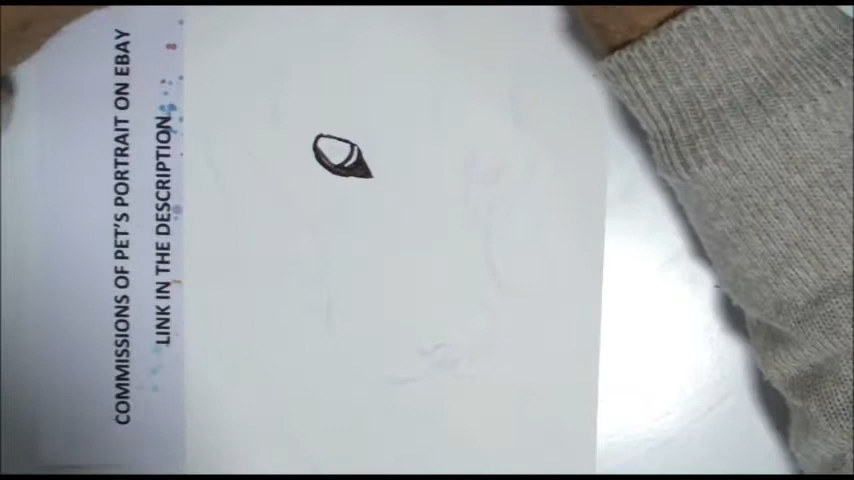 COMMISSIONS OF PET'S PORTRAIT ON EBAY
LINK IN THE DESCRIPTION